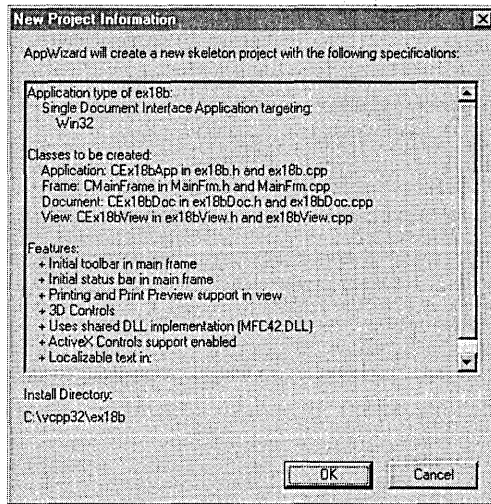 New Project Information
AppWizard will create a new skeleton project with the following specifications:
Application type of ex18b:
Single Document Interface Application targeting:
Win32
Classes to be created:
Application: CEx18bApp in ex18b.h and ex18b.cpp
Frame: CMainFrame in MainFrm.h and MainFrm.cpp
Document: CEx18bDoc in ex18bDoc.h and ex18bDoc.cpp
View: CEx18bView in ex18bView.h and ex18bView.cpp
Features:
+ Initial toolbar in main frame
+ Initial status bar in main frame
+ Printing and Print Preview support in view
+ 3D Controls
+ Uses shared DLL implementation (MFC42.DLL)
+ ActiveX Controls support enabled
+ Localizable text in:
Install Directory:
C:\vcpp32\ex18b
OK Cancel